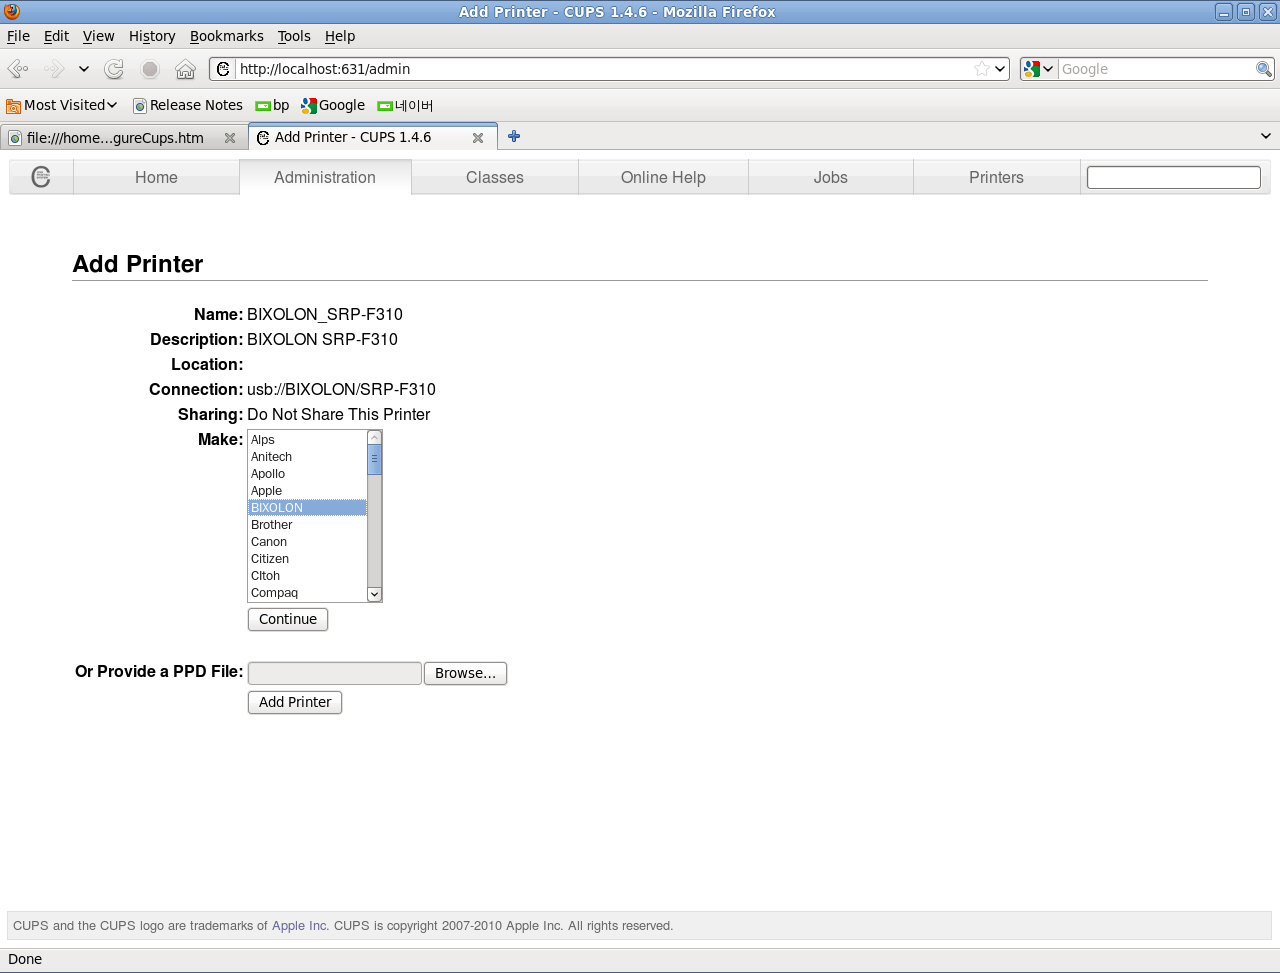 Add Printer - CUPS 1.4.6 - Mozilla Firefox
File Edit View History Bookmarks Tools Help
http://localhost:631/admin Google
Most Visited Release Notes bp Google 네이버
file:///home...gureCups.htm Add Printer - CUPS 1.4.6
Home Administration Classes Online Help Jobs Printers
Add Printer
Name: BIXOLON_SRP-F310
Description: BIXOLON SRP-F310
Location:
Connection: usb://BIXOLON/SRP-F310
Sharing: Do Not Share This Printer
Make: Alps
Anitech
Apollo
Apple
BIXOLON
Brother
Canon
Citizen
CItoh
Compaq
Continue
Or Provide a PPD File: Browse...
Add Printer
CUPS and the CUPS logo are trademarks of Apple Inc. CUPS is copyright 2007-2010 Apple Inc. All rights reserved.
Done